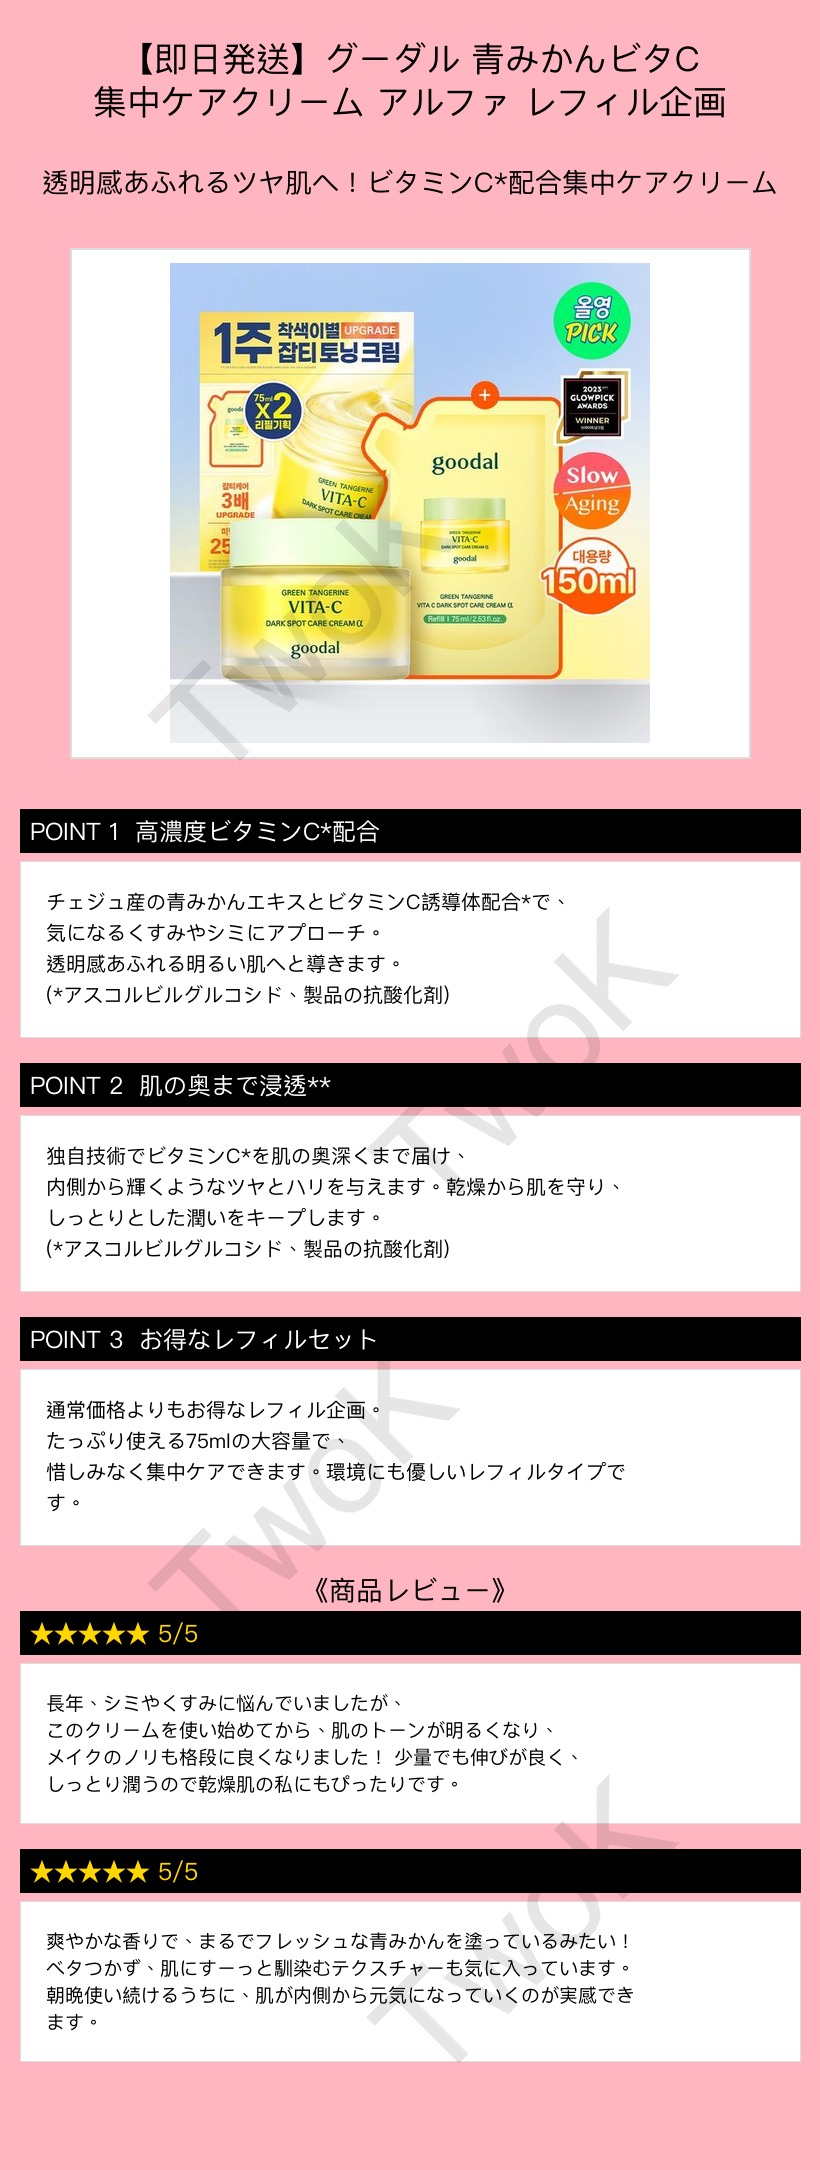 【即日発送】グーダル 青みかんビタC
集中ケアクリーム アルファ レフィル企画
透明感あふれるツヤ肌へ！ビタミンC*配合集中ケアクリーム
1주 착색이별 UPGRADE
잡티토닝크림
75ml
X2
리필기획
잡티케어
3배
UPGRADE
25
GREEN TANGERINE
VITA-C
DARK SPOT CARE CREAM
GREEN TANGERINE
VITA-C
DARK SPOT CARE CREAM α
goodal
+
goodal
GREEN TANGERINE
VITA-C
DARK SPOT CARE CREAM α
goodal
GREEN TANGERINE
VITA C DARK SPOT CARE CREAM α
Refill I 75ml/2.53fl.oz.
올영
PICK
2023
GLOWPICK
AWARDS
WINNER
Slow
Aging
대용량
150ml
TwoK
POINT 1 高濃度ビタミンC*配合
チェジュ産の青みかんエキスとビタミンC誘導体配合*で、
気になるくすみやシミにアプローチ。
透明感あふれる明るい肌へと導きます。
(*アスコルビルグルコシド、製品の抗酸化剤)
TwoK
POINT 2 肌の奥まで浸透**
独自技術でビタミンC*を肌の奥深くまで届け、
内側から輝くようなツヤとハリを与えます。乾燥から肌を守り、
しっとりとした潤いをキープします。
(*アスコルビルグルコシド、製品の抗酸化剤)
POINT 3 お得なレフィルセット
通常価格よりもお得なレフィル企画。
たっぷり使える75mlの大容量で、
惜しみなく集中ケアできます。環境にも優しいレフィルタイプで
す。
TwoK
《商品レビュー》
★★★★★ 5/5
長年、シミやくすみに悩んでいましたが、
このクリームを使い始めてから、肌のトーンが明るくなり、
メイクのノリも格段に良くなりました！ 少量でも伸びが良く、
しっとり潤うので乾燥肌の私にもぴったりです。
★★★★★ 5/5
爽やかな香りで、まるでフレッシュな青みかんを塗っているみたい！
ベタつかず、肌にすーっと馴染むテクスチャーも気に入っています。
朝晩使い続けるうちに、肌が内側から元気になっていくのが実感でき
ます。
TwoK